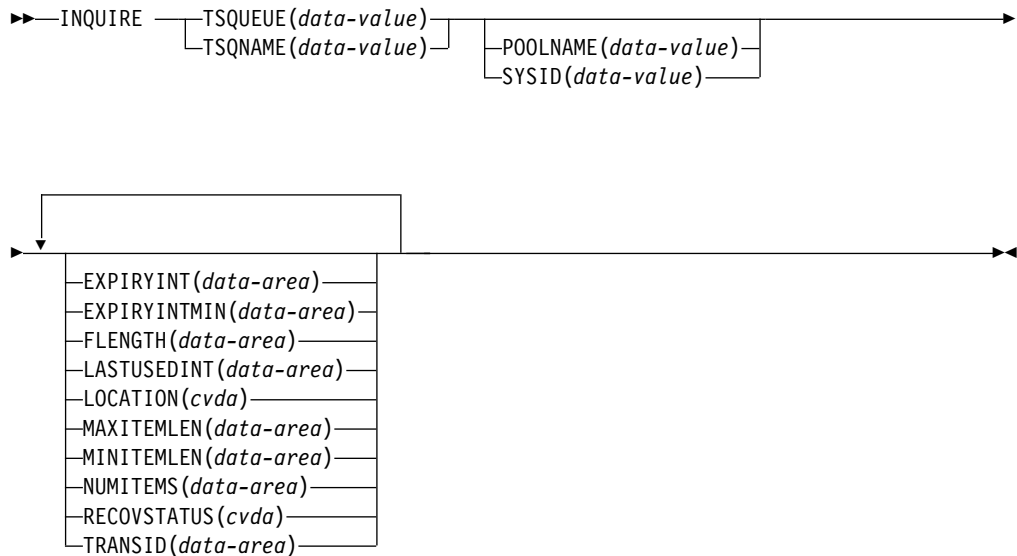 INQUIRE TSQUEUE(data-value)
TSQNAME(data-value)
POOLNAME(data-value)
SYSID(data-value)
EXPIRYINT(data-area)
EXPIRYINTMIN(data-area)
FLENGTH(data-area)
LASTUSEDINT(data-area)
LOCATION(cvda)
MAXITEMLEN(data-area)
MINITEMLEN(data-area)
NUMITEMS(data-area)
RECOVSTATUS(cvda)
TRANSID(data-area)